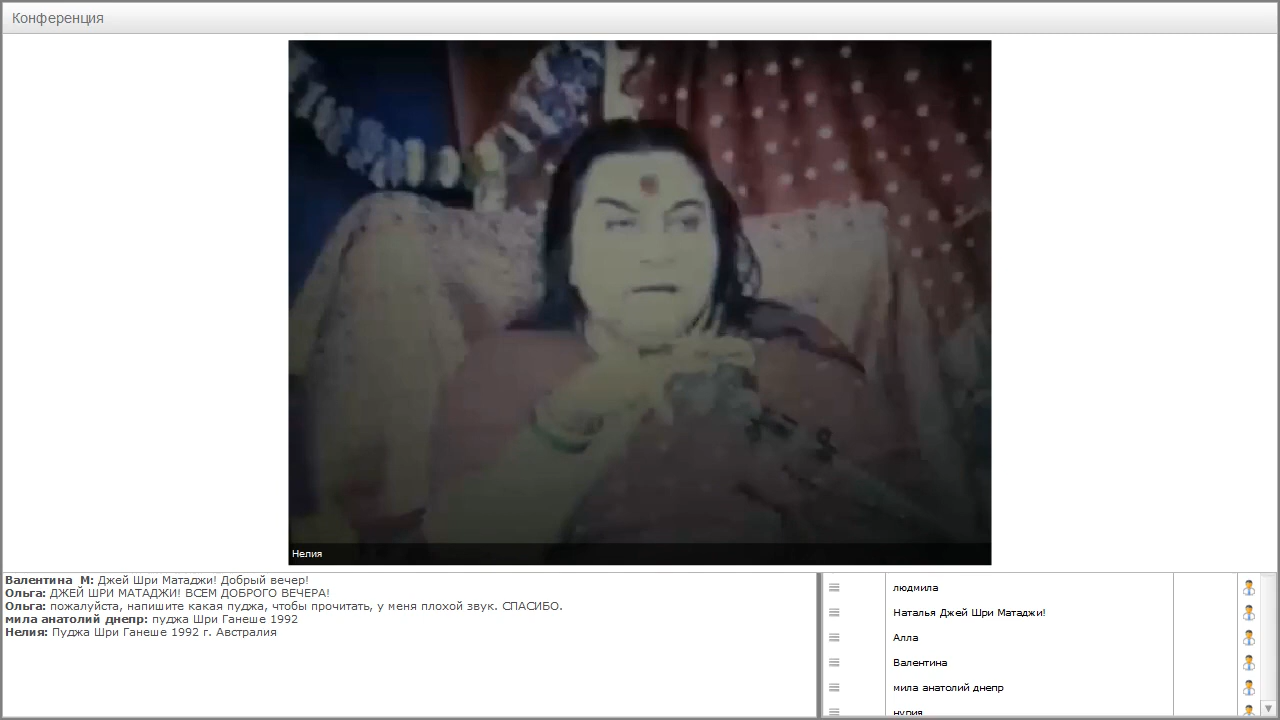 Конференция
Нелия
Валентина М: Джей Шри Матаджи! Добрый вечер!
Ольга: ДЖЕЙ ШРИ МАТАДЖИ! ВСЕМ ДОБРОГО ВЕЧЕРА!
Ольга: пожалуйста, напишите какая пуджа, чтобы прочитать, у меня плохой звук. СПАСИБО.
мила анатолий днепр: пуджа Шри Ганеше 1992
Нелия: Пуджа Шри Ганеше 1992 г. Австралия
людмила
Наталья Джей Шри Матаджи!
Алла
Валентина
мила анатолий днепр
нурия